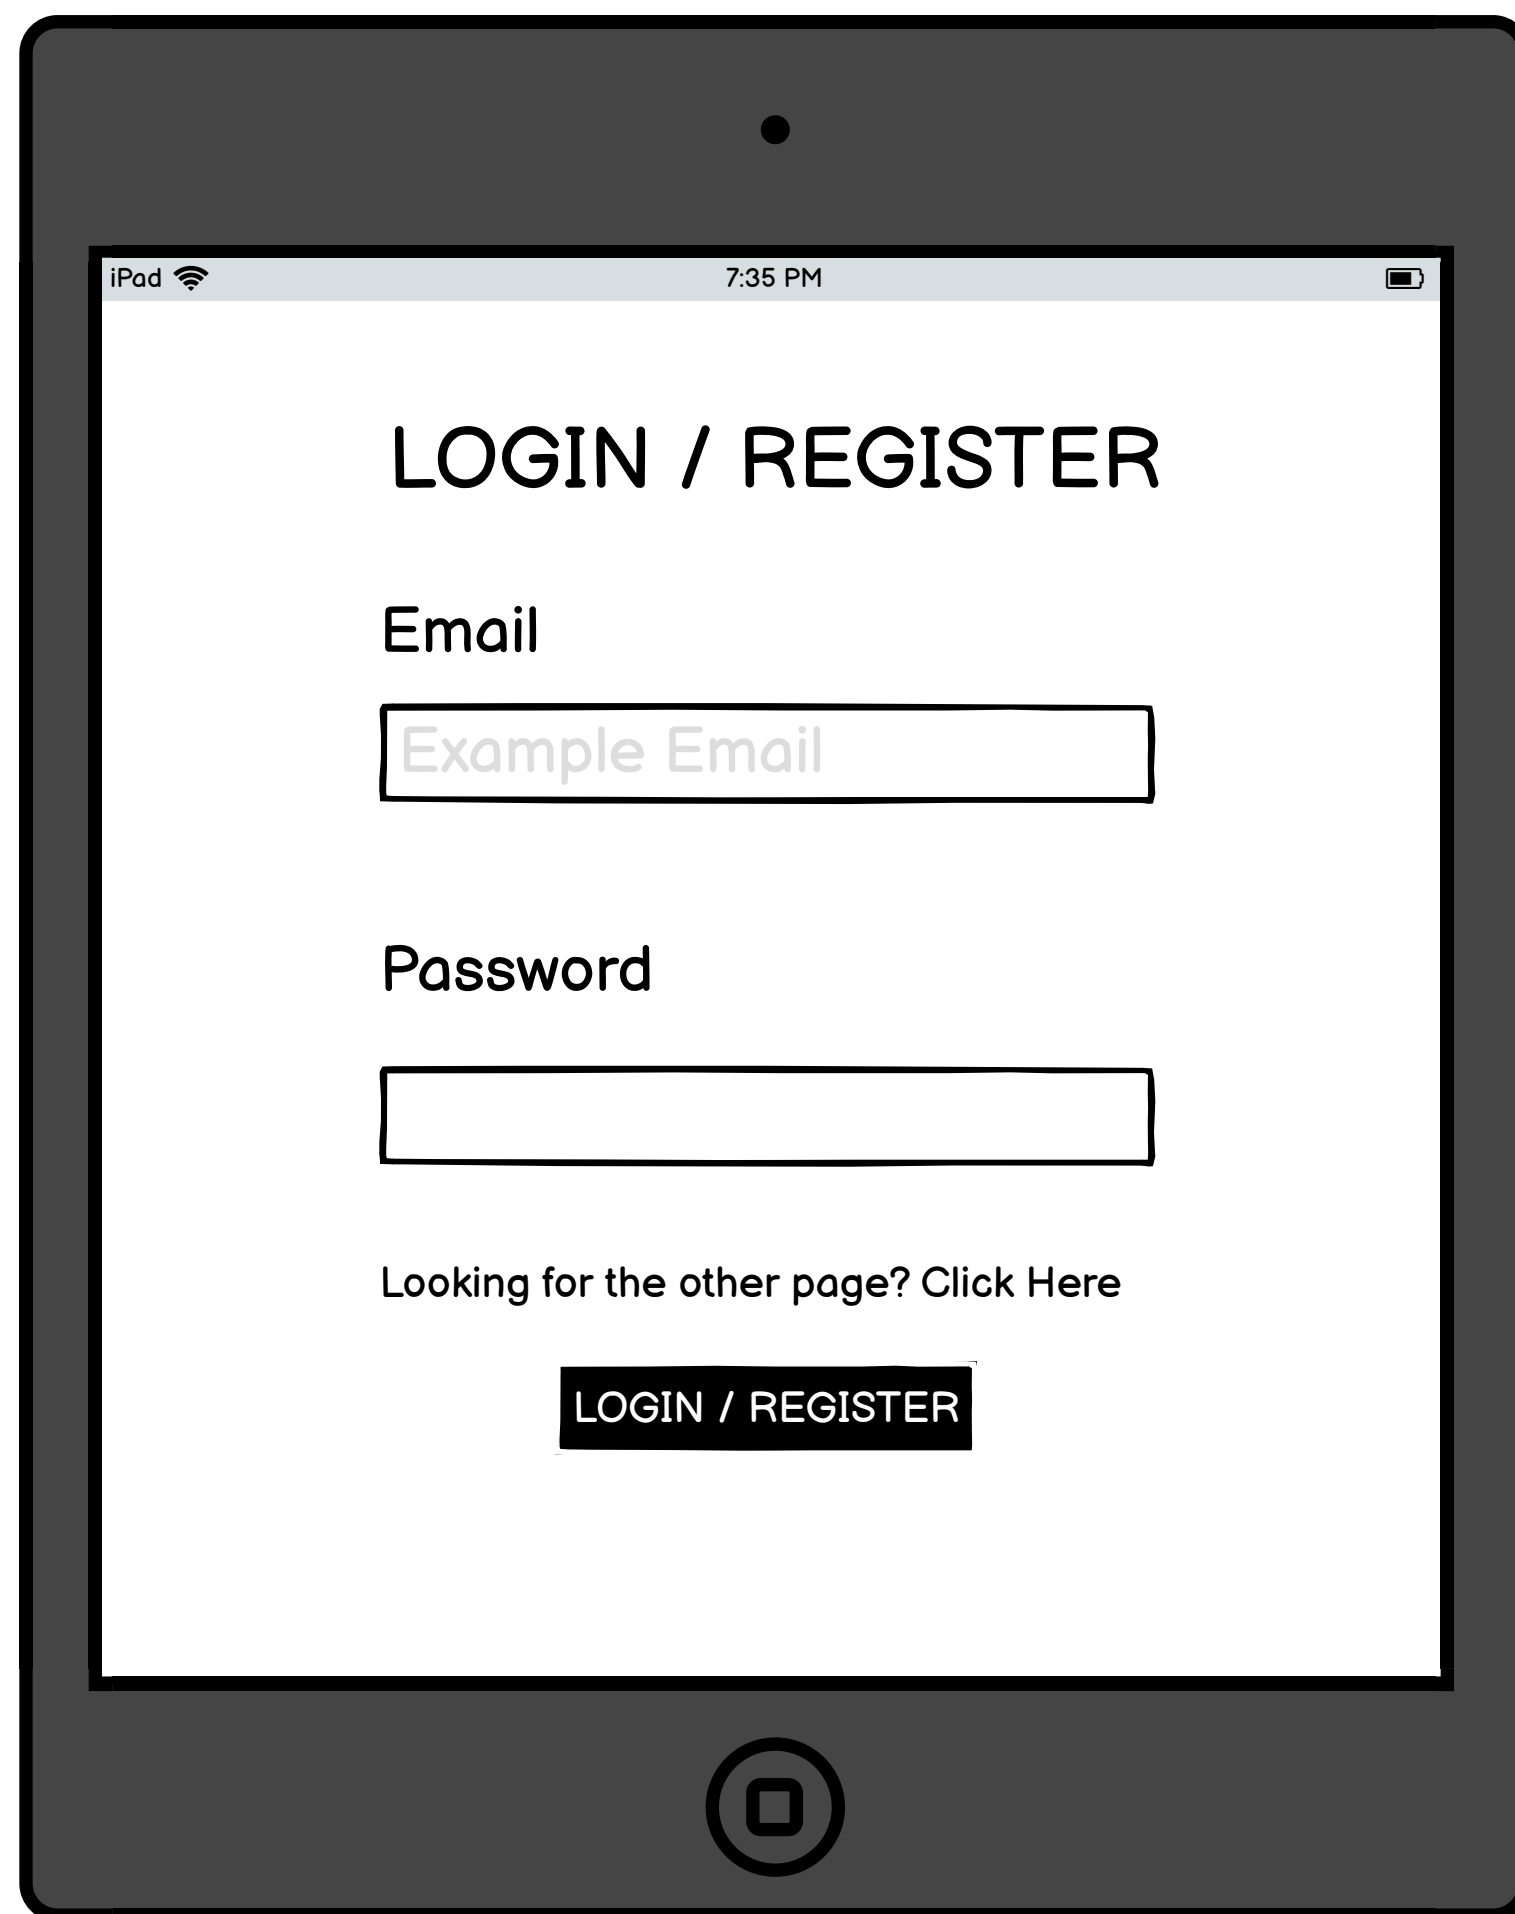 iPad 7:35 PM
LOGIN / REGISTER
Email
Example Email
Password
Looking for the other page? Click Here
LOGIN / REGISTER